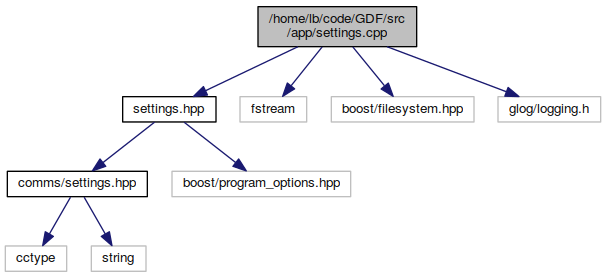 /home/lb/code/GDF/src
/app/settings.cpp
settings.hpp
fstream
boost/filesystem.hpp
glog/logging.h
comms/settings.hpp
boost/program_options.hpp
cctype
string